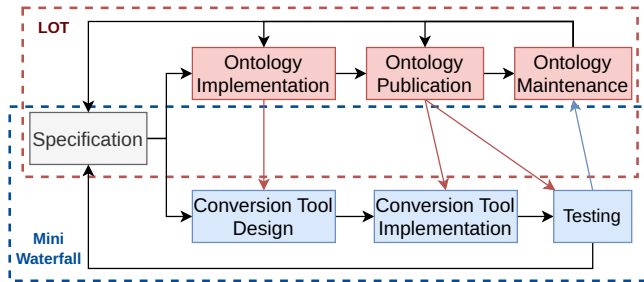 LOT
Ontology
Implementation
Ontology
Publication
Ontology
Maintenance
Specification
Conversion Tool
Design
Conversion Tool
Implementation
Testing
Mini
Waterfall